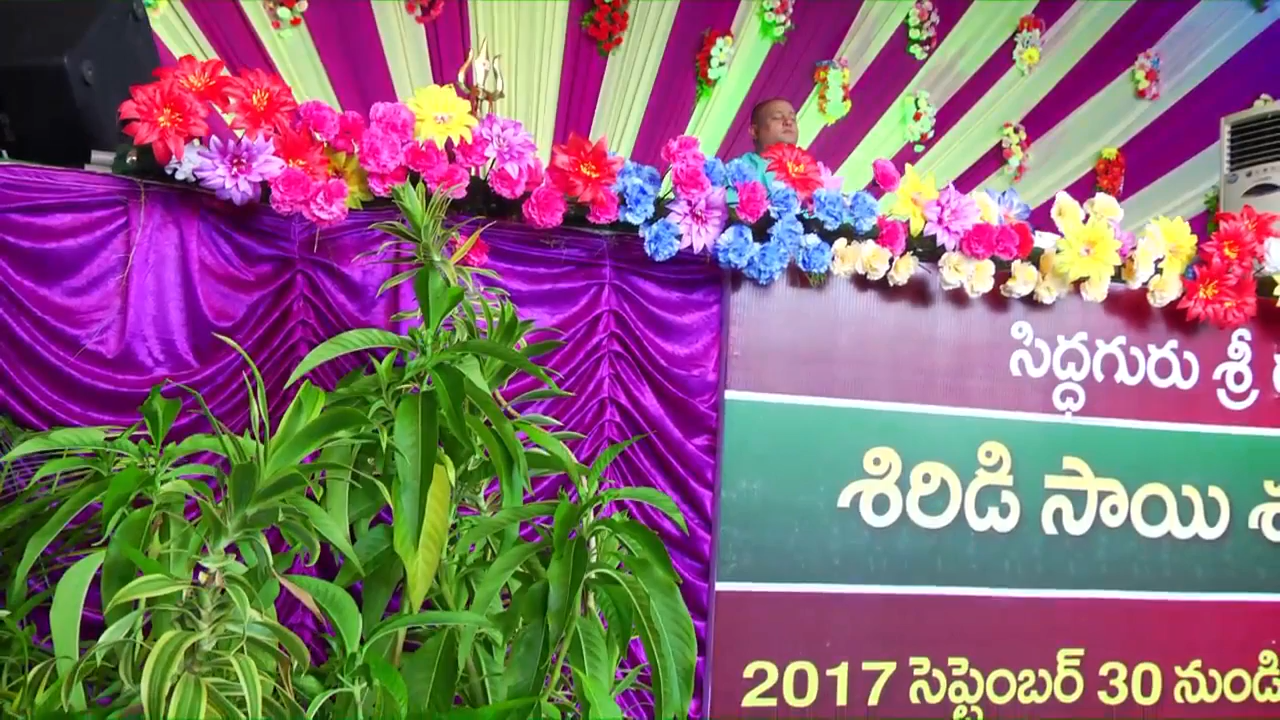 సిద్ధగురు శ్రీ
శిరిడి సాయి
2017 సెప్టెంబర్ 30 నుండి